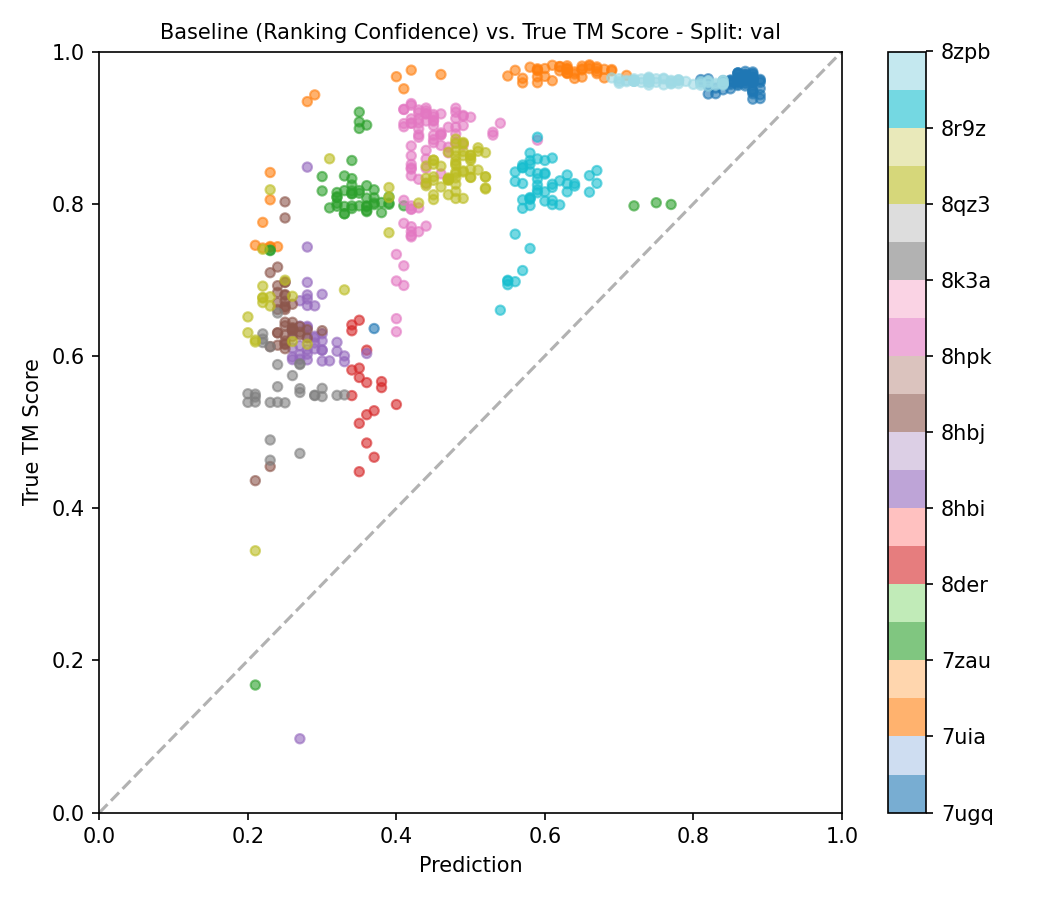 Baseline (Ranking Confidence) vs. True TM Score - Split: val
True TM Score
1.0
0.8
0.6
0.4
0.2
0.0
0.0 0.2 0.4 0.6 0.8 1.0
Prediction
8zpb
8r9z
8qz3
8k3a
8hpk
8hbj
8hbi
8der
7zau
7uia
7ugq